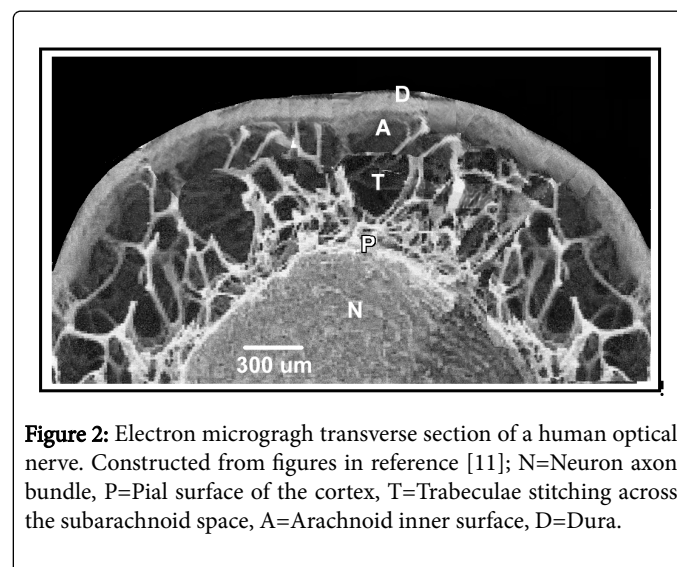 D
A
T
P
N
300 um
Figure 2: Electron microgragh transverse section of a human optical
nerve. Constructed from figures in reference [11]; N=Neuron axon
bundle, P=Pial surface of the cortex, T=Trabeculae stitching across
the subarachnoid space, A=Arachnoid inner surface, D=Dura.